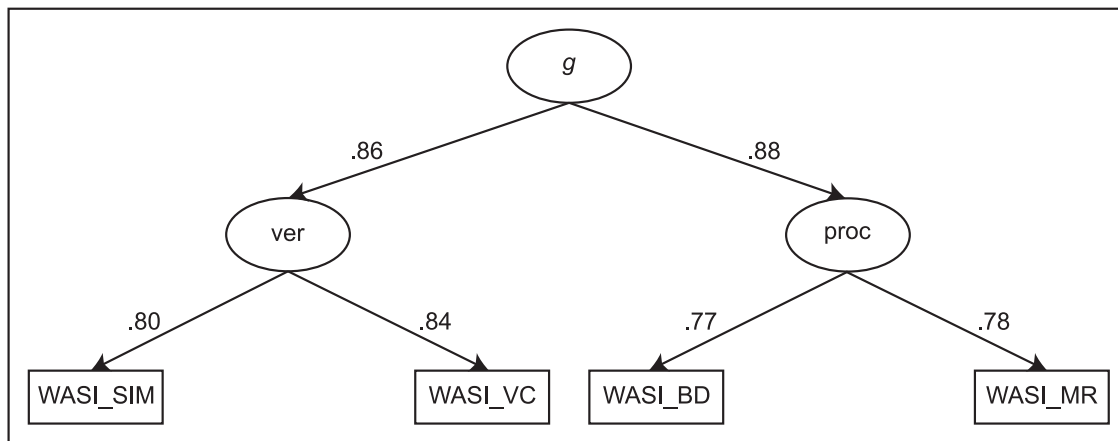 g
.86
.88
ver
proc
.80
.84
.77
.78
WASI_SIM
WASI_VC
WASI_BD
WASI_MR